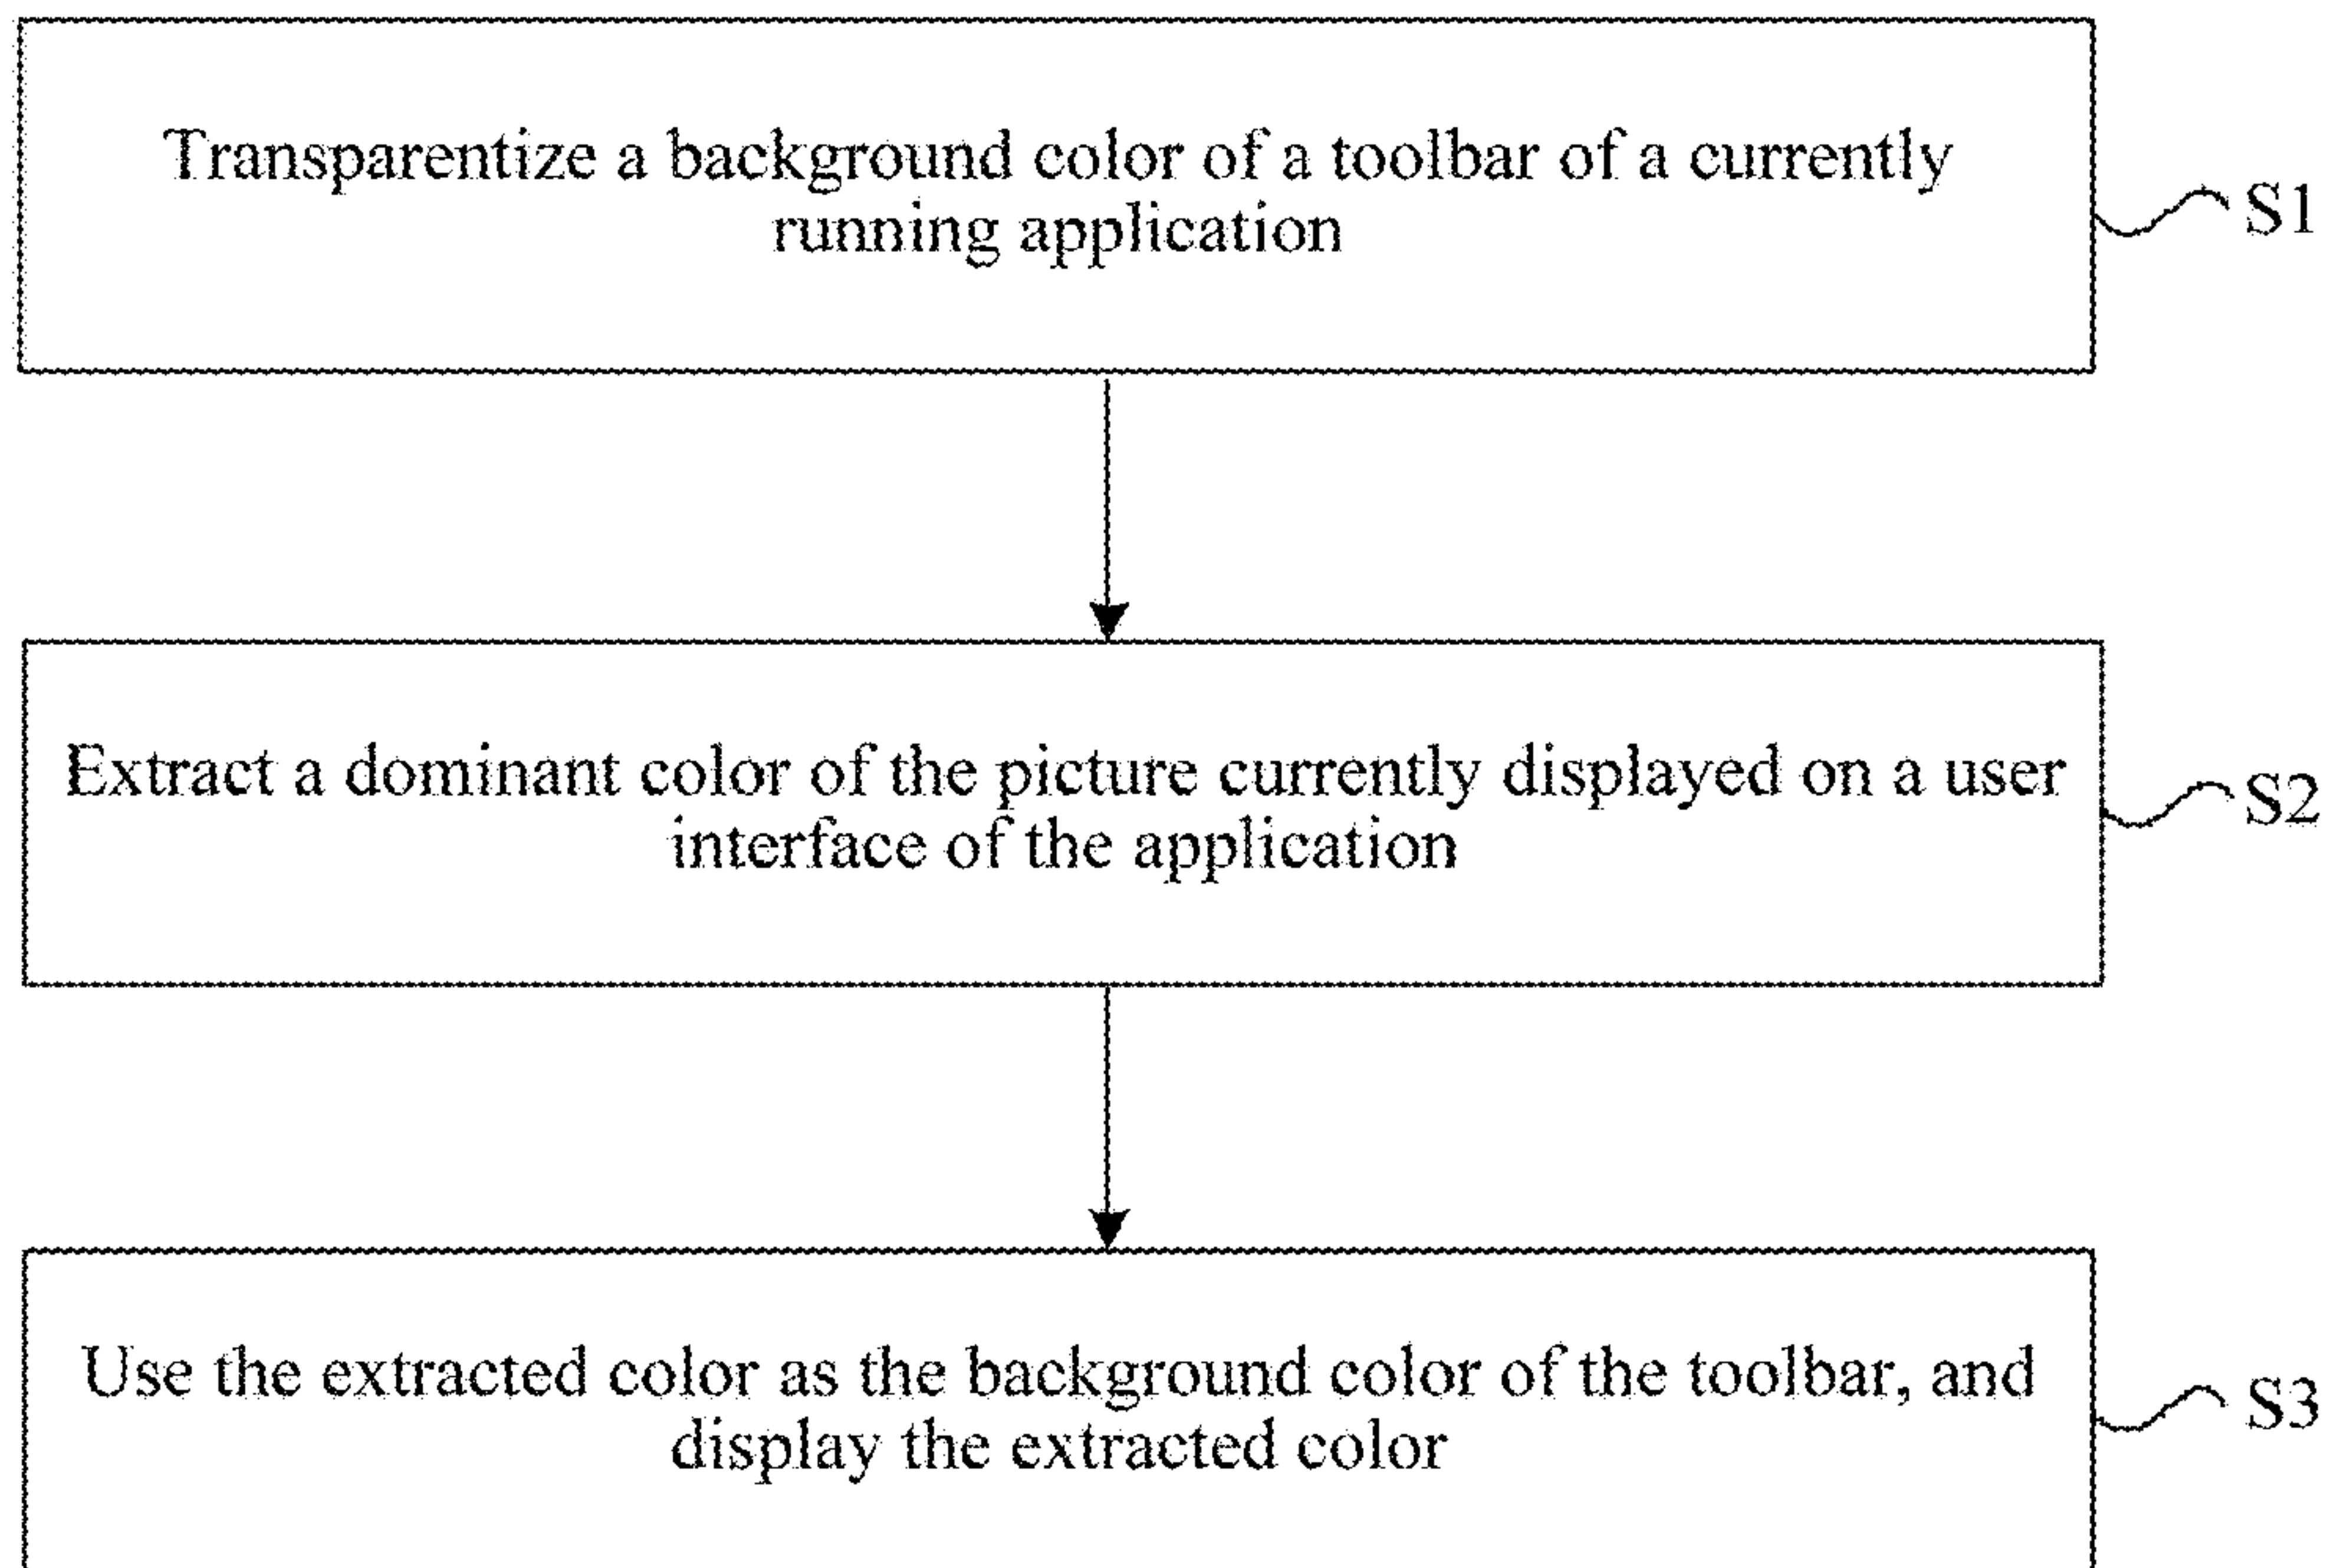 Transparentize a background color of a toolbar of a currently
running application
S1
Extract a dominant color of the picture currently displayed on a user
interface of the application
S2
Use the extracted color as the background color of the toolbar, and
display the extracted color
S3